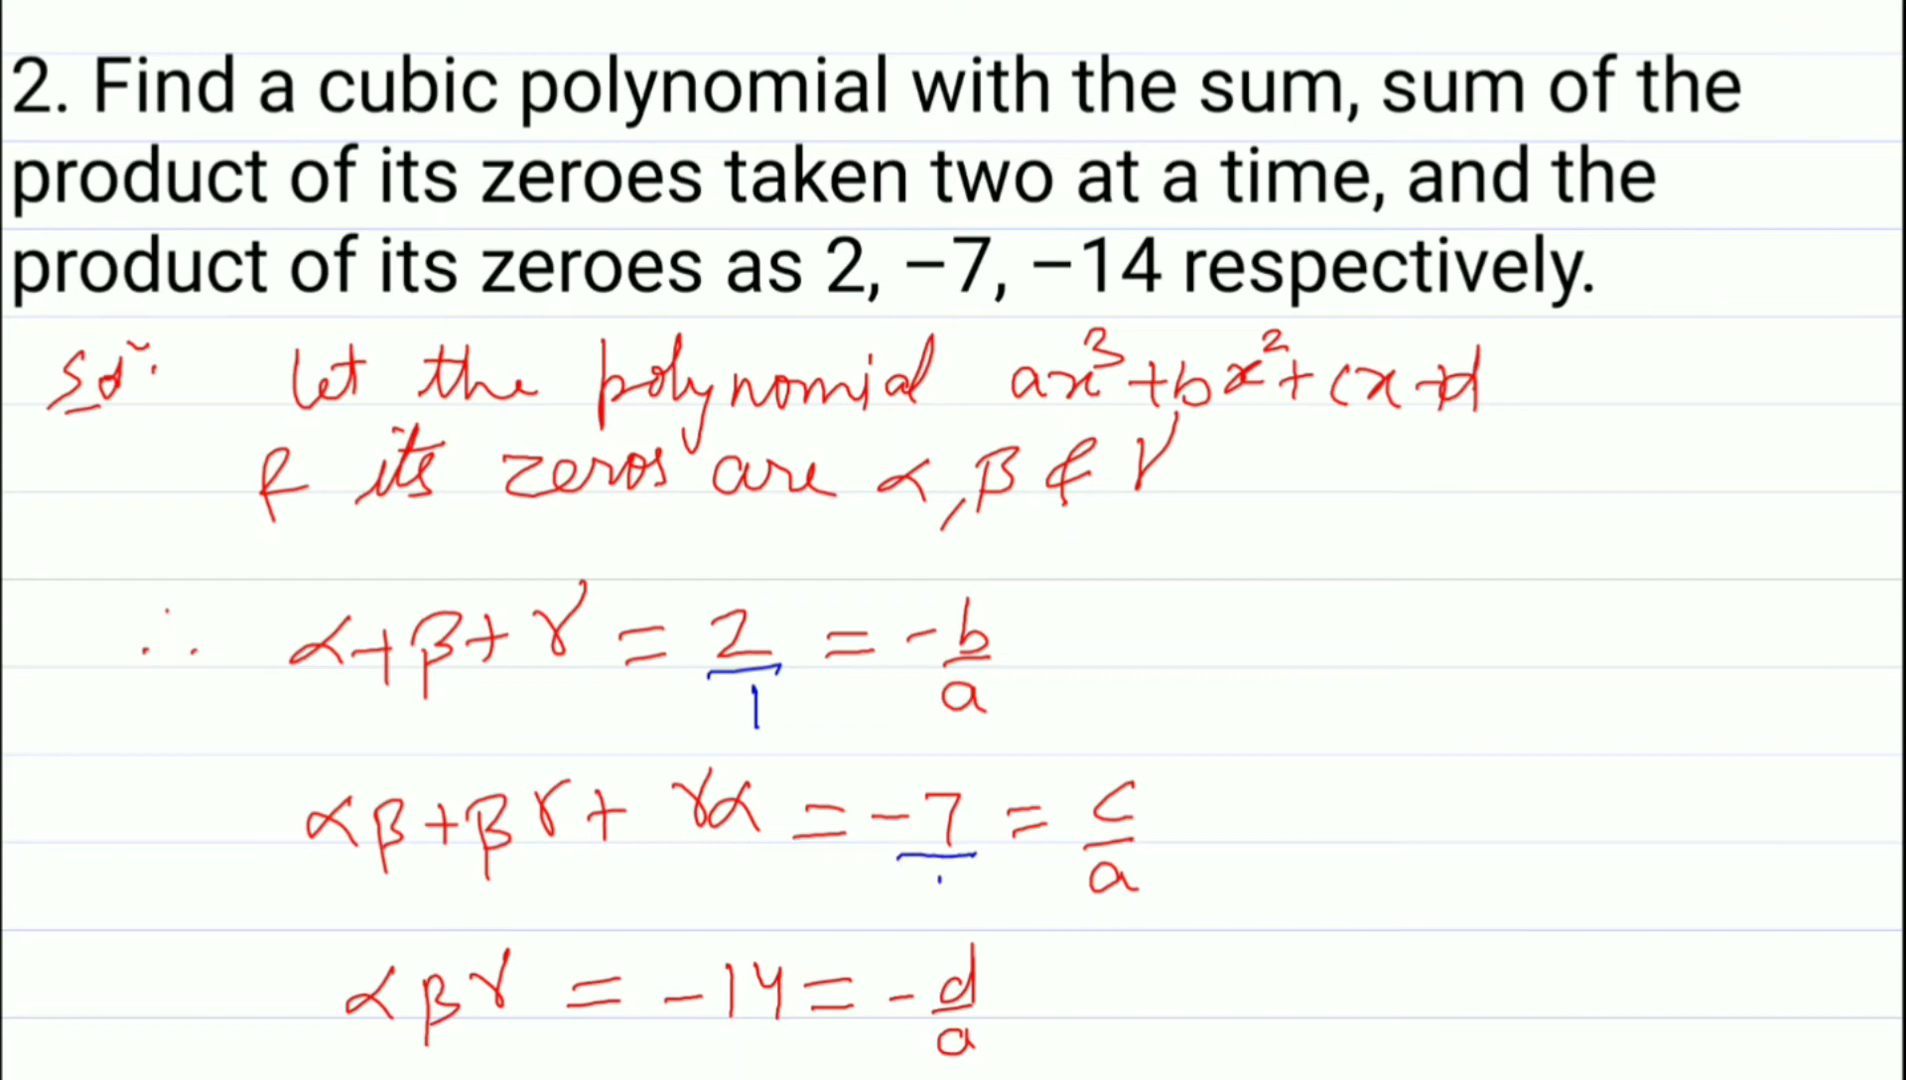 2. Find a cubic polynomial with the sum, sum of the
product of its zeroes taken two at a time, and the
product of its zeroes as 2, –7, –14 respectively.
Solⁿ. Let the polynomial ax³+bx²+cx+d
& its zeros are α, β & γ
∴ α+β+γ = 2/1 = -b/a
αβ+βγ+γα = -7/1 = c/a
αβγ = -14 = -d/a